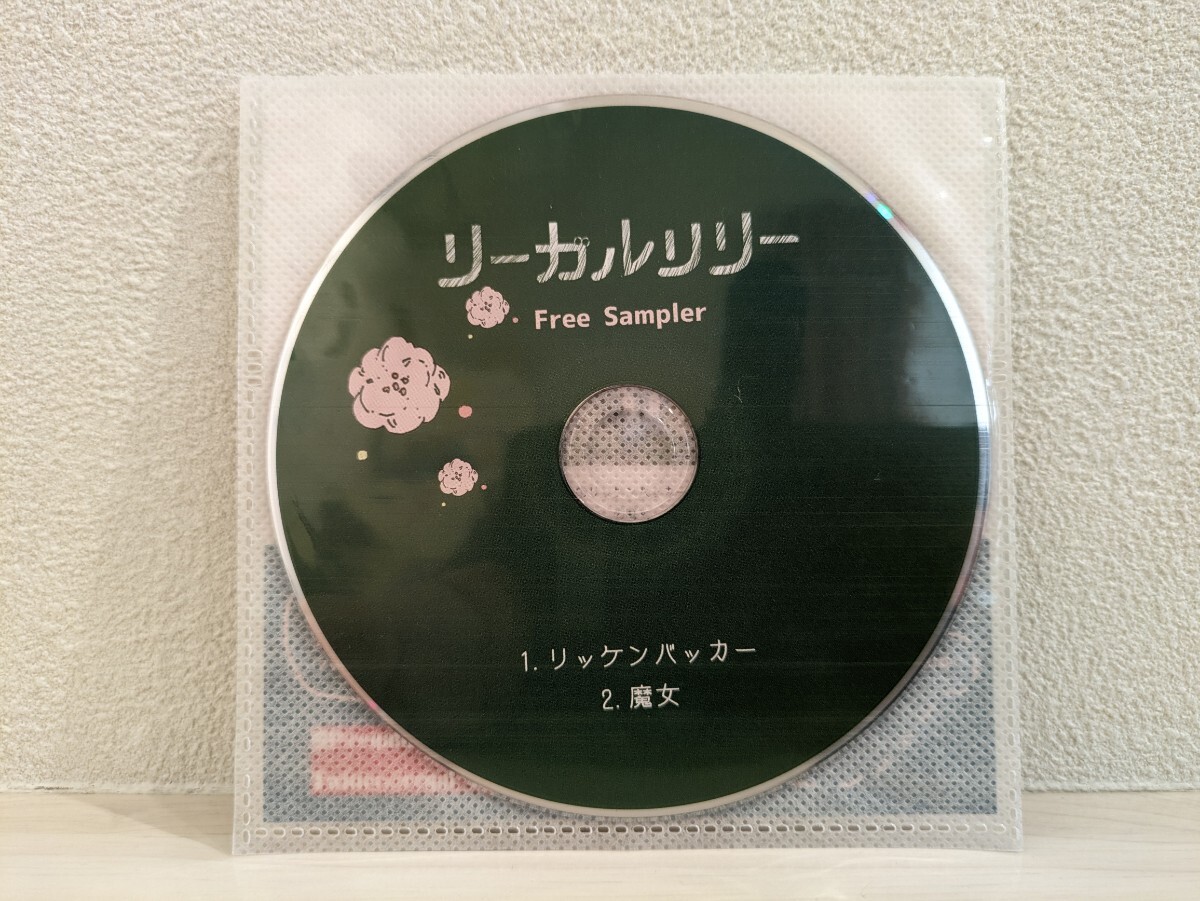 リーガルリリー
Free Sampler
1.リッケンバッカー
2.魔女